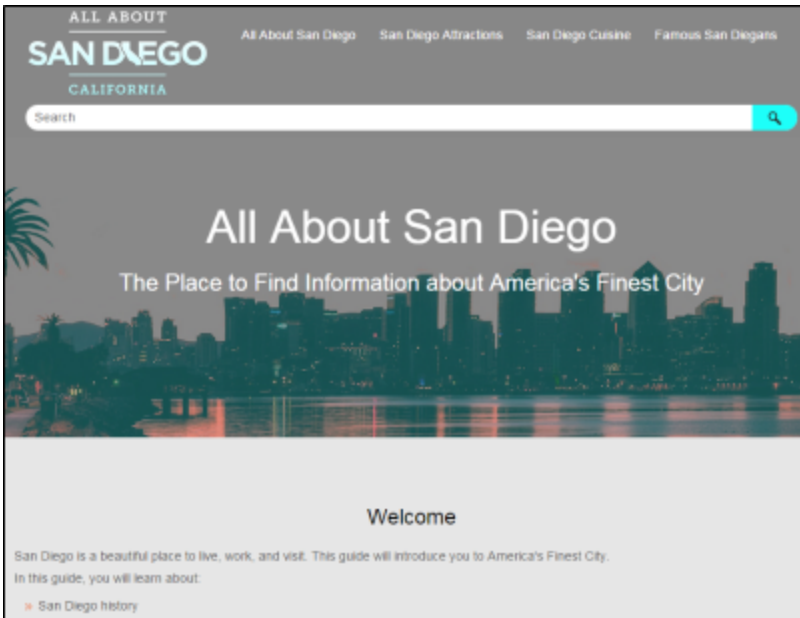 ALL ABOUT
SAN DIEGO
CALIFORNIA
All About San Diego San Diego Attractions San Diego Cuisine Famous San Diegans
Search
All About San Diego
The Place to Find Information about America's Finest City
Welcome
San Diego is a beautiful place to live, work, and visit. This guide will introduce you to America's Finest City.
In this guide, you will learn about:
» San Diego history